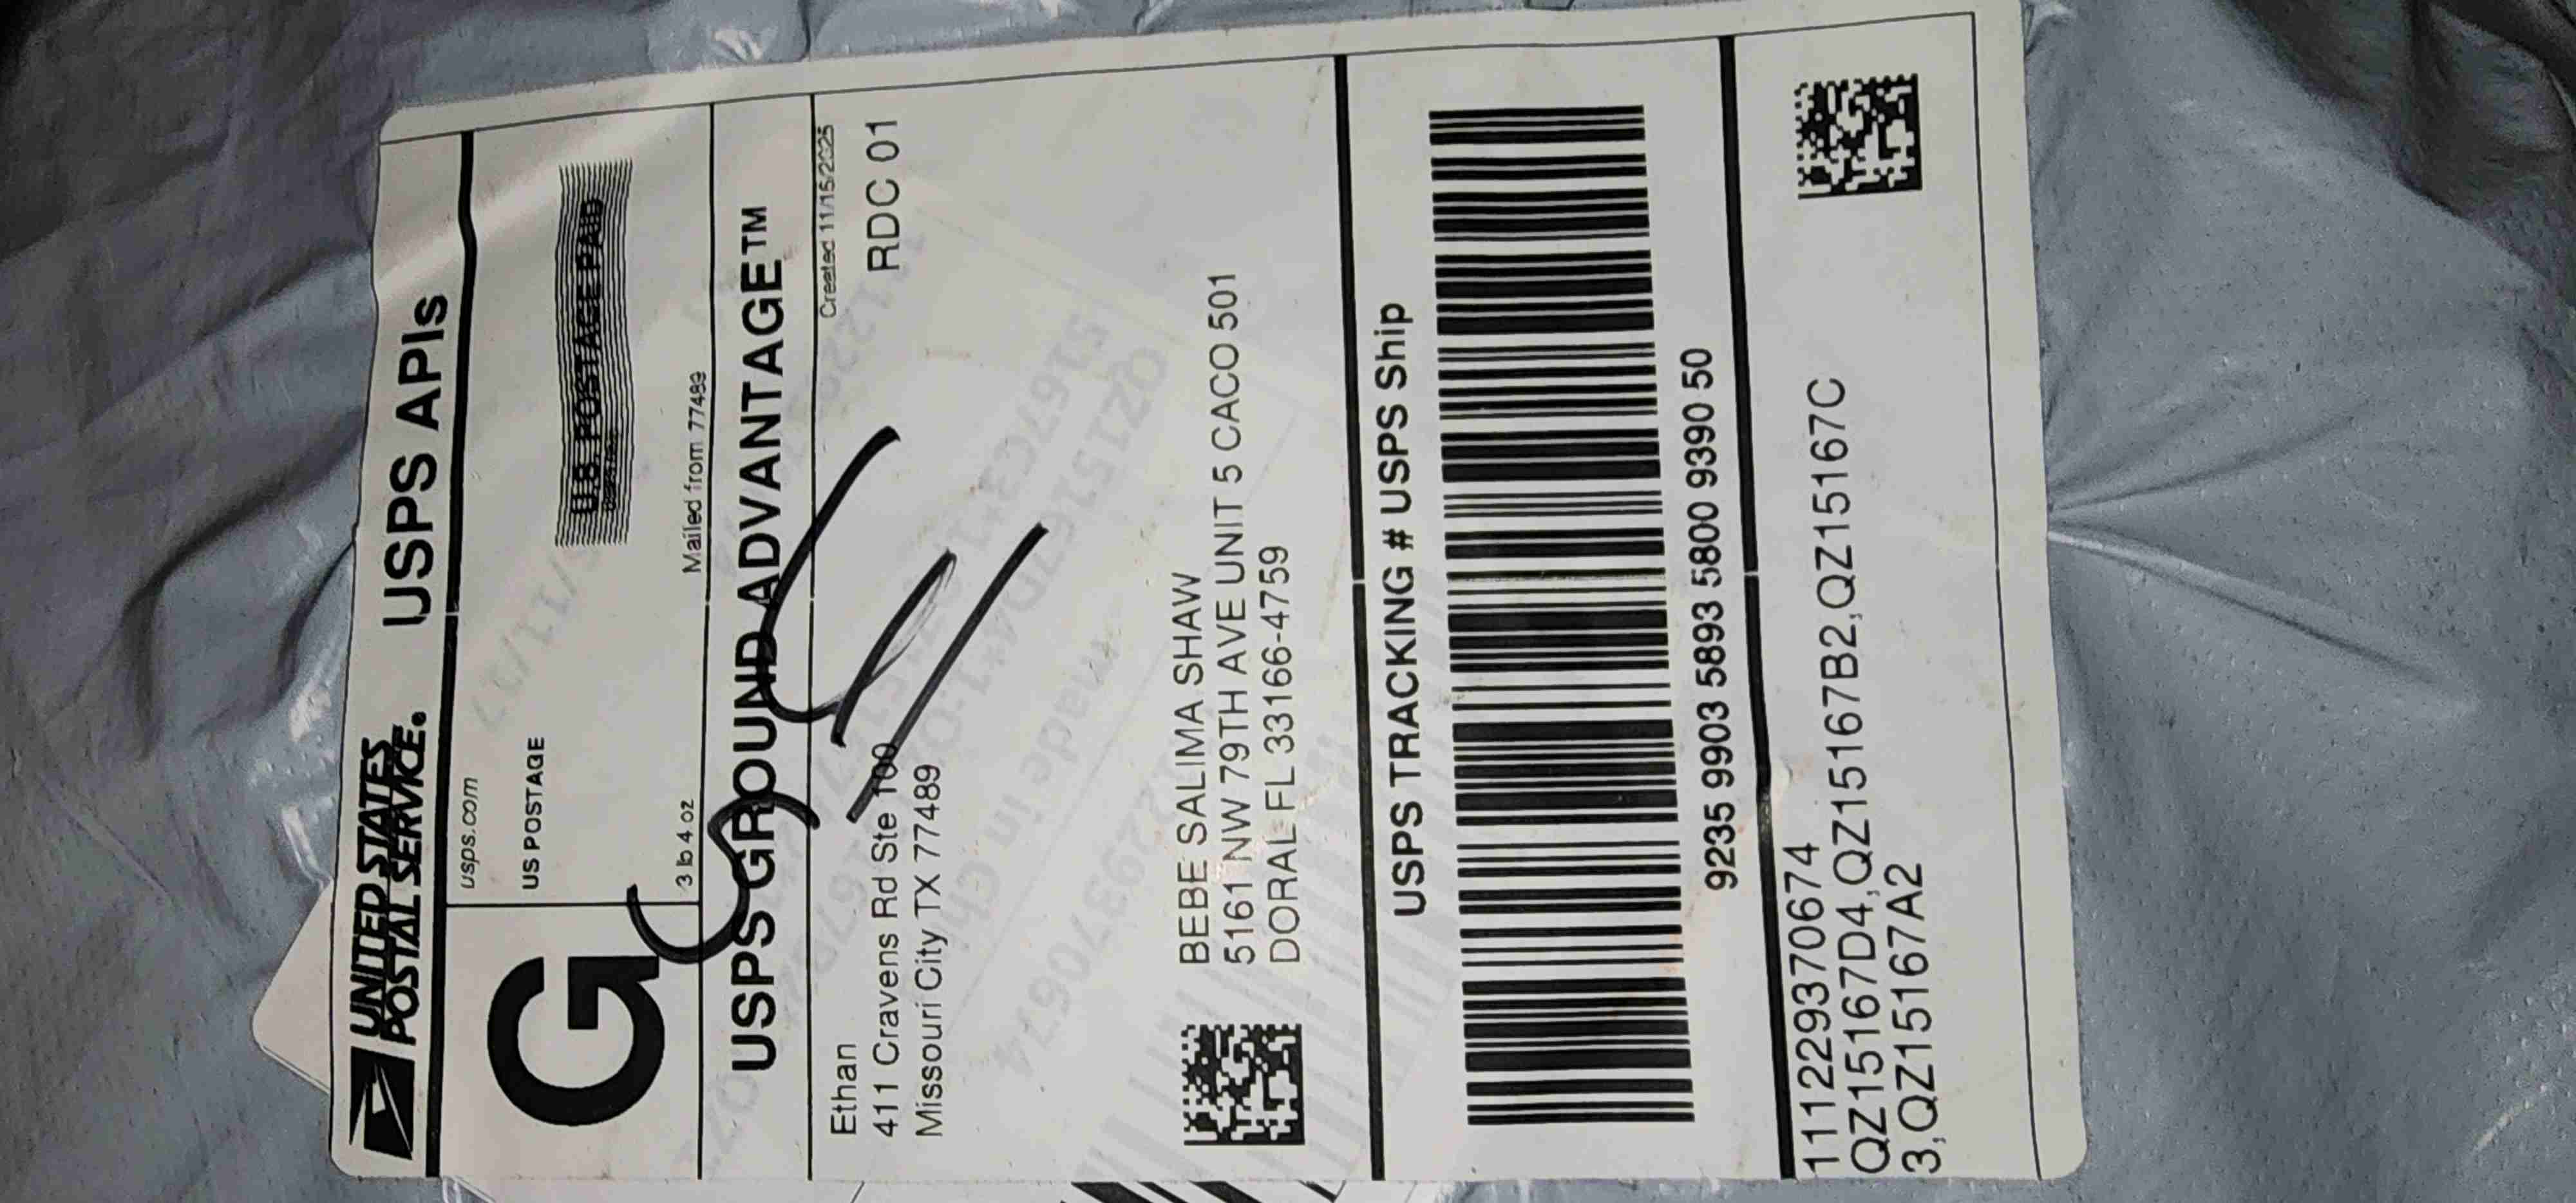 UNITED STATES
POSTAL SERVICE. USPS APIs
usps.com
G
US POSTAGE
U.S. POSTAGE PAID
3 lb 4 oz
Mailed from 77489
USPS GROUND ADVANTAGE™
Created 11/15/2025
Ethan
411 Cravens Rd Ste 100
Missouri City TX 77489
RDC 01
BEBE SALIMA SHAW
5161 NW 79TH AVE UNIT 5 CACO 501
DORAL FL 33166-4759
USPS TRACKING # USPS Ship
9235 9903 5893 5800 9390 50
111229370674
QZ15167D4,QZ15167B2,QZ15167C
3,QZ15167A2